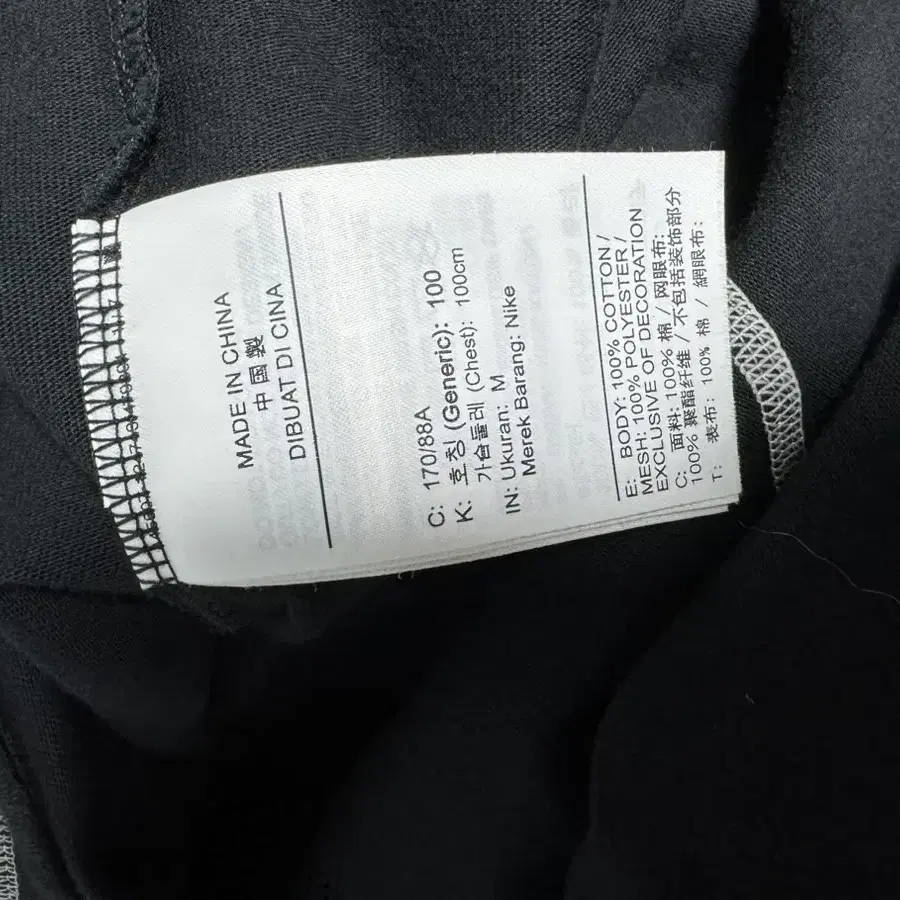 MADE IN CHINA
中国製
DIBUAT DI CINA
C: 170/88A
K: 호칭 (Generic): 100
가슴둘레 (Chest): 100cm
IN: Ukuran: M
Merek Barang: Nike
E: BODY: 100% COTTON/
MESH: 100% POLYESTER/
EXCLUSIVE OF DECORATION
C: 面料: 100% 棉 / 网眼布:
100% 聚酯纤维 / 不包括装饰部分
T: 表布: 100% 棉 / 網眼布: